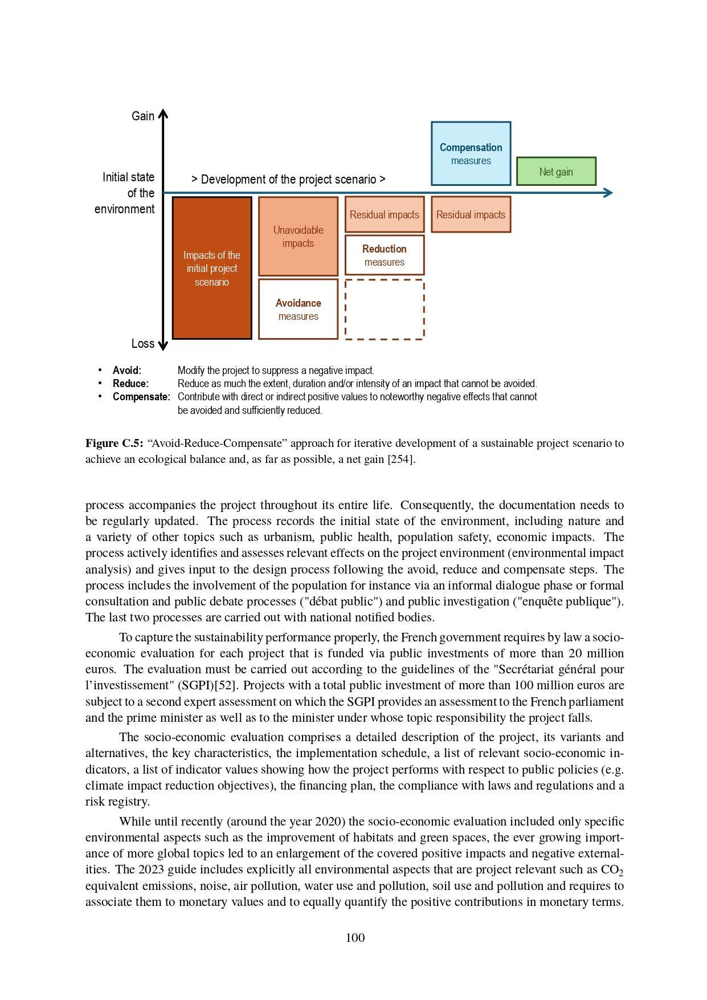 Gain
Compensation
measures
Net gain
Initial state
of the
environment
> Development of the project scenario >
Impacts of the
initial project
scenario
Unavoidable
impacts
Avoidance
measures
Residual impacts
Reduction
measures
Residual impacts
Loss
• Avoid: Modify the project to suppress a negative impact.
• Reduce: Reduce as much the extent, duration and/or intensity of an impact that cannot be avoided.
• Compensate: Contribute with direct or indirect positive values to noteworthy negative effects that cannot
be avoided and sufficiently reduced.
Figure C.5: “Avoid-Reduce-Compensate” approach for iterative development of a sustainable project scenario to
achieve an ecological balance and, as far as possible, a net gain [254].
process accompanies the project throughout its entire life. Consequently, the documentation needs to
be regularly updated. The process records the initial state of the environment, including nature and
a variety of other topics such as urbanism, public health, population safety, economic impacts. The
process actively identifies and assesses relevant effects on the project environment (environmental impact
analysis) and gives input to the design process following the avoid, reduce and compensate steps. The
process includes the involvement of the population for instance via an informal dialogue phase or formal
consultation and public debate processes ("débat public") and public investigation ("enquête publique").
The last two processes are carried out with national notified bodies.
To capture the sustainability performance properly, the French government requires by law a socio-
economic evaluation for each project that is funded via public investments of more than 20 million
euros. The evaluation must be carried out according to the guidelines of the "Secrétariat général pour
l’investissement" (SGPI)[52]. Projects with a total public investment of more than 100 million euros are
subject to a second expert assessment on which the SGPI provides an assessment to the French parliament
and the prime minister as well as to the minister under whose topic responsibility the project falls.
The socio-economic evaluation comprises a detailed description of the project, its variants and
alternatives, the key characteristics, the implementation schedule, a list of relevant socio-economic in-
dicators, a list of indicator values showing how the project performs with respect to public policies (e.g.
climate impact reduction objectives), the financing plan, the compliance with laws and regulations and a
risk registry.
While until recently (around the year 2020) the socio-economic evaluation included only specific
environmental aspects such as the improvement of habitats and green spaces, the ever growing import-
ance of more global topics led to an enlargement of the covered positive impacts and negative external-
ities. The 2023 guide includes explicitly all environmental aspects that are project relevant such as CO2
equivalent emissions, noise, air pollution, water use and pollution, soil use and pollution and requires to
associate them to monetary values and to equally quantify the positive contributions in monetary terms.
100